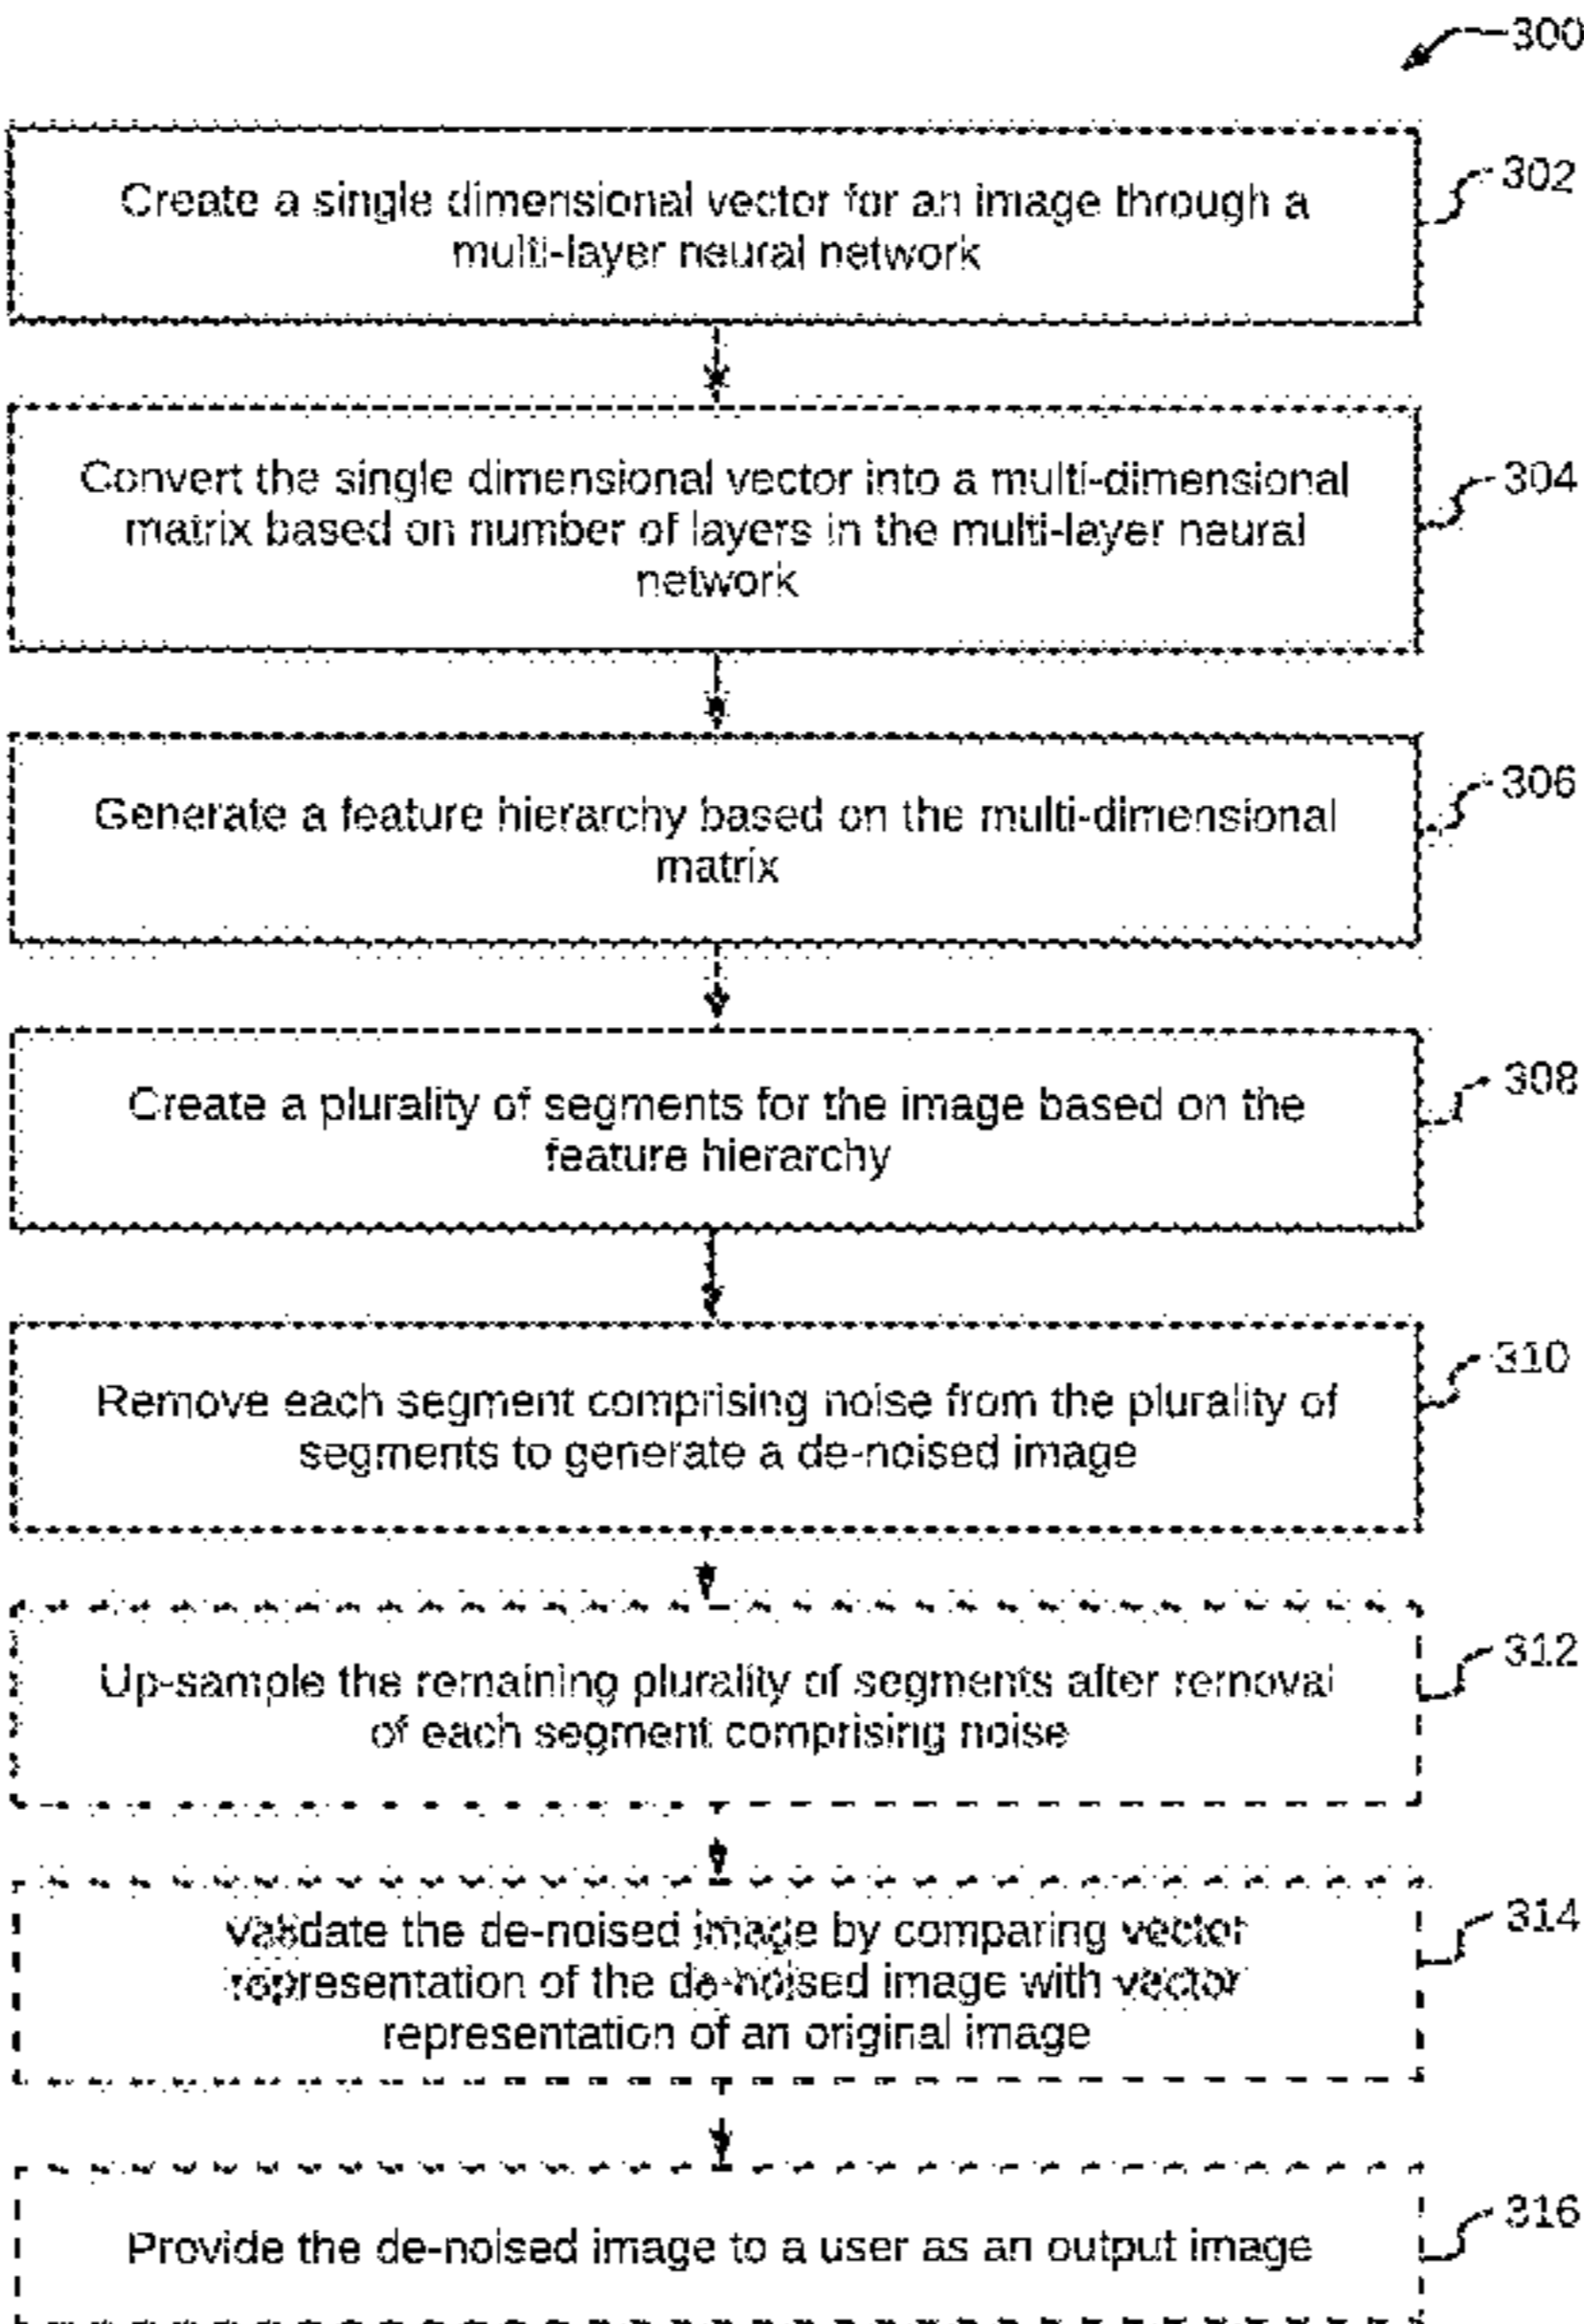 300
Create a single dimensional vector for an image through a
multi-layer neural network
302
Convert the single dimensional vector into a multi-dimensional
matrix based on number of layers in the multi-layer neural
network
304
Generate a feature hierarchy based on the multi-dimensional
matrix
306
Create a plurality of segments for the image based on the
feature hierarchy
308
Remove each segment comprising noise from the plurality of
segments to generate a de-noised image
310
Up-sample the remaining plurality of segments after removal
of each segment comprising noise
312
Validate the de-noised image by comparing vector
representation of the de-noised image with vector
representation of an original image
314
Provide the de-noised image to a user as an output image
316